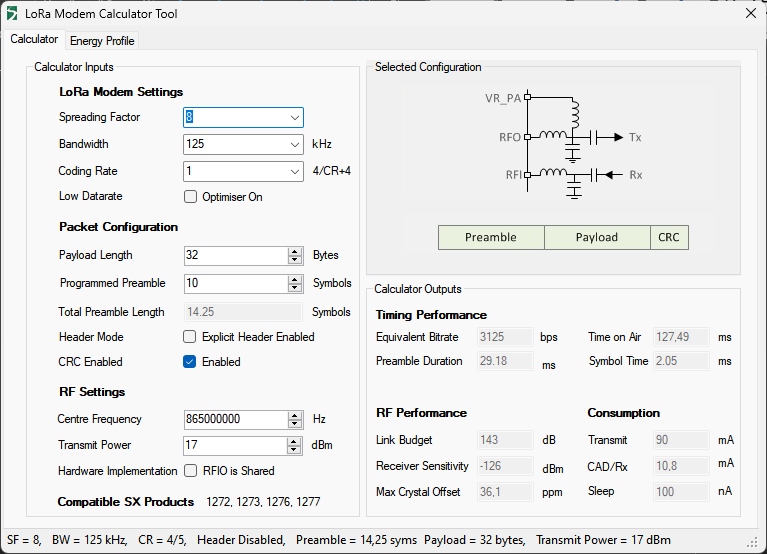 LoRa Modem Calculator Tool
Calculator Energy Profile
Calculator Inputs
LoRa Modem Settings
Spreading Factor 8
Bandwidth 125 kHz
Coding Rate 1 4/CR+4
Low Datarate Optimiser On
Packet Configuration
Payload Length 32 Bytes
Programmed Preamble 10 Symbols
Total Preamble Length 14.25 Symbols
Header Mode Explicit Header Enabled
CRC Enabled Enabled
RF Settings
Centre Frequency 865000000 Hz
Transmit Power 17 dBm
Hardware Implementation RFIO is Shared
Compatible SX Products 1272, 1273, 1276, 1277
Selected Configuration
VR_PA
RFO Tx
RFI Rx
Preamble Payload CRC
Calculator Outputs
Timing Performance
Equivalent Bitrate 3125 bps Time on Air 127,49 ms
Preamble Duration 29.18 ms Symbol Time 2.05 ms
RF Performance Consumption
Link Budget 143 dB Transmit 90 mA
Receiver Sensitivity -126 dBm CAD/Rx 10,8 mA
Max Crystal Offset 36,1 ppm Sleep 100 nA
SF = 8, BW = 125 kHz, CR = 4/5, Header Disabled, Preamble = 14,25 syms Payload = 32 bytes, Transmit Power = 17 dBm